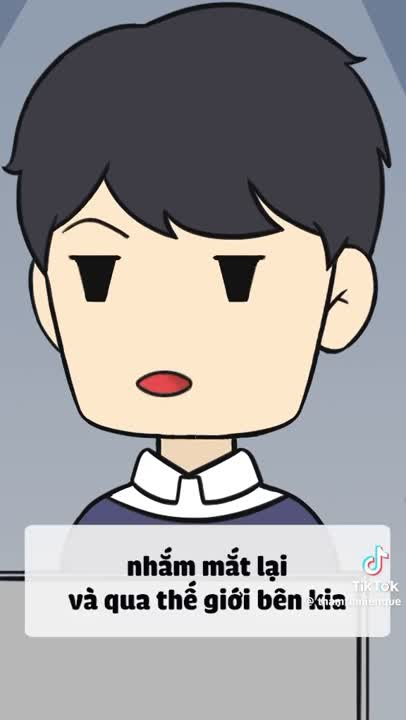 nhắm mắt lại
và qua thế giới bên kia
TikTok